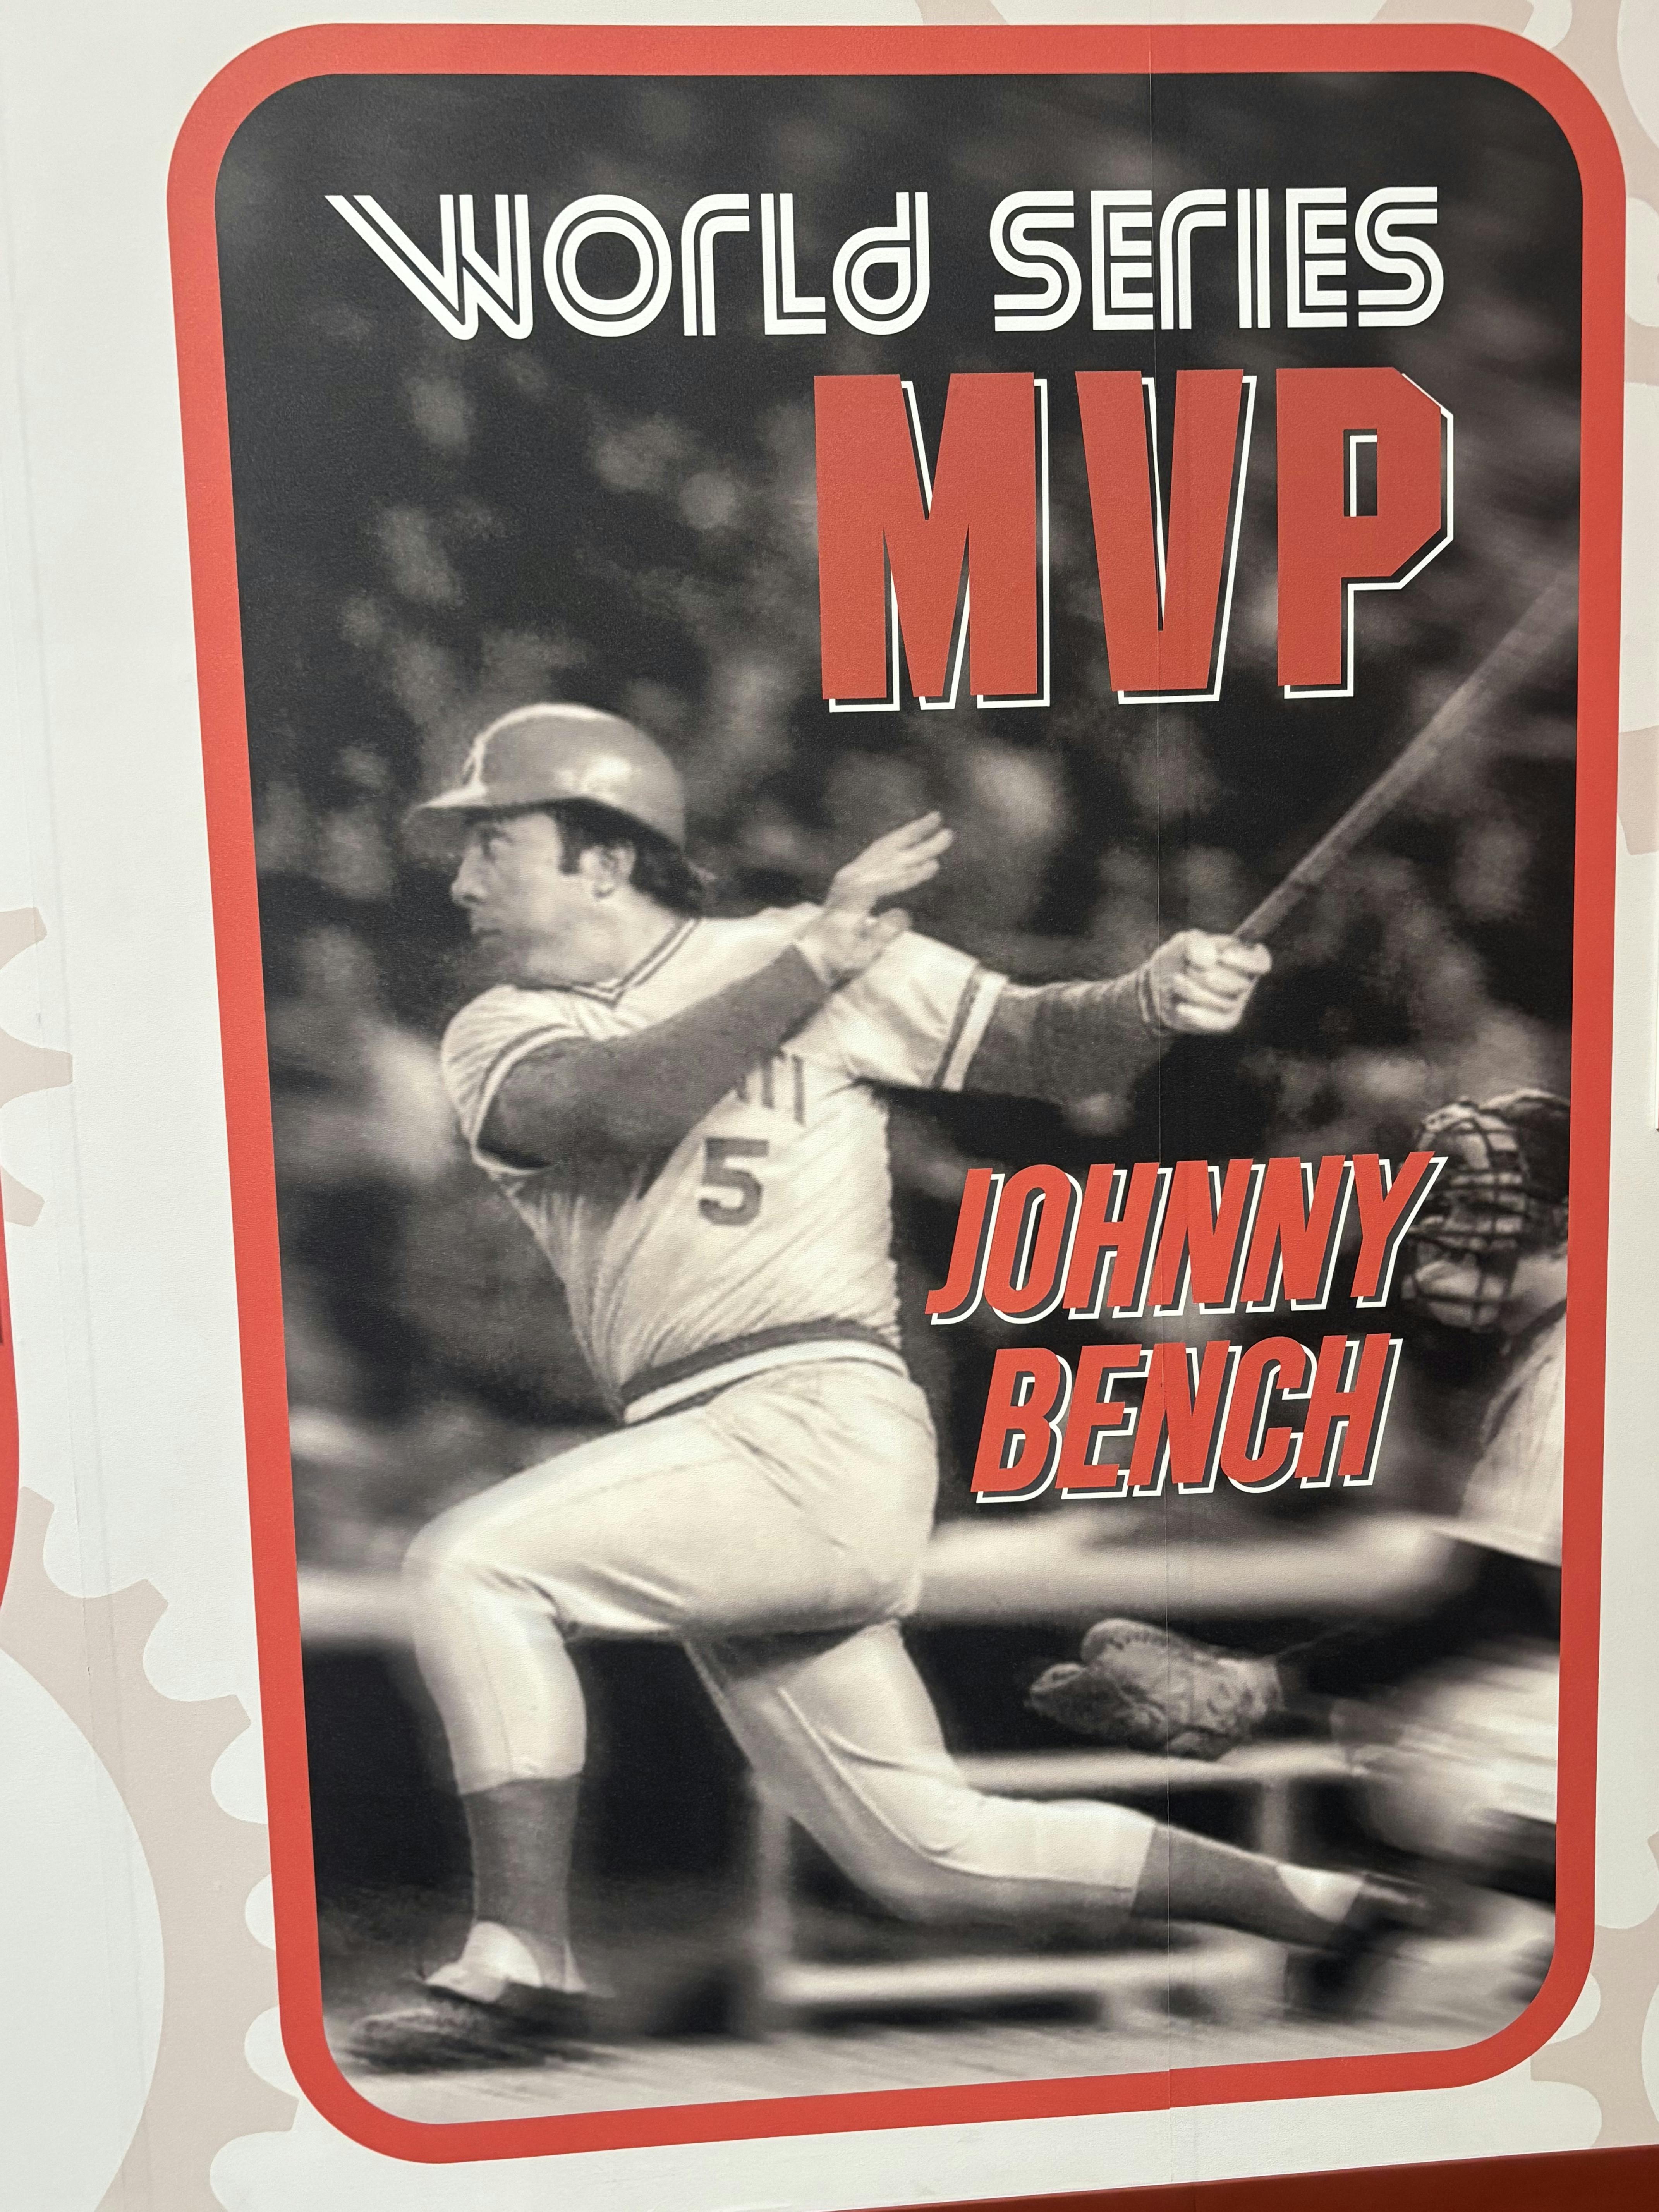 WORLD SERIES
MVP
5
JOHNNY
BENCH